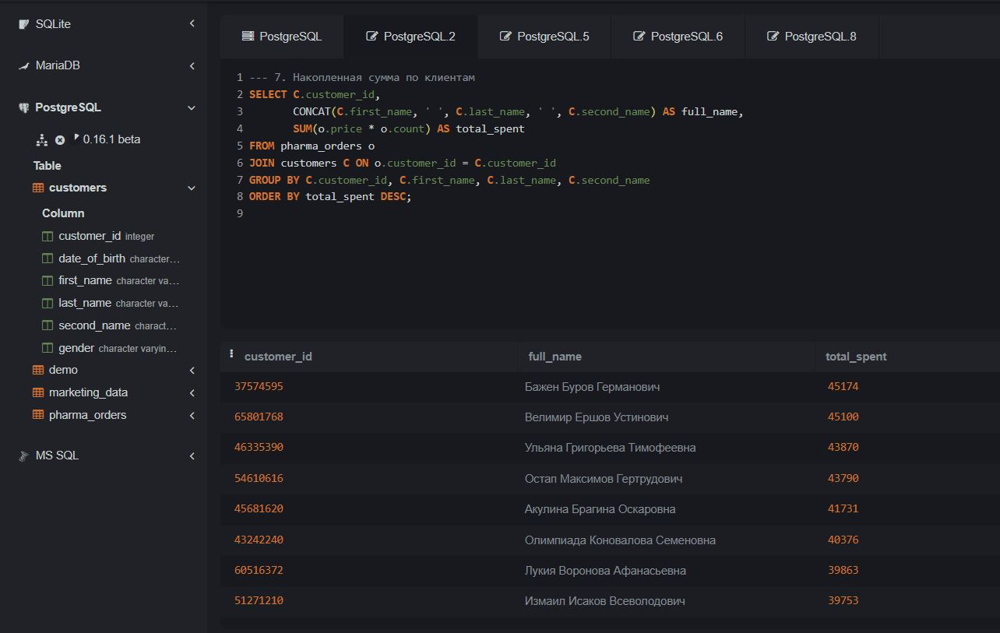 SQLite
MariaDB
PostgreSQL
0.16.1 beta
Table
customers
Column
customer_id integer
date_of_birth character...
first_name character va...
last_name character va...
second_name charact...
gender character varyin...
demo
marketing_data
pharma_orders
MS SQL
PostgreSQL PostgreSQL.2 PostgreSQL.5 PostgreSQL.6 PostgreSQL.8
1 --- 7. Накопленная сумма по клиентам
2 SELECT C.customer_id,
3 CONCAT(C.first_name, ' ', C.last_name, ' ', C.second_name) AS full_name,
4 SUM(o.price * o.count) AS total_spent
5 FROM pharma_orders o
6 JOIN customers C ON o.customer_id = C.customer_id
7 GROUP BY C.customer_id, C.first_name, C.last_name, C.second_name
8 ORDER BY total_spent DESC;
9
customer_id full_name total_spent
37574595 Бажен Буров Германович 45174
65801768 Велимир Ершов Устинович 45100
46335390 Ульяна Григорьева Тимофеевна 43870
54610616 Остап Максимов Гертрудович 43790
45681620 Акулина Брагина Оскаровна 41731
43242240 Олимпиада Коновалова Семеновна 40376
60516372 Лукия Воронова Афанасьевна 39863
51271210 Измаил Исаков Всеволодович 39753